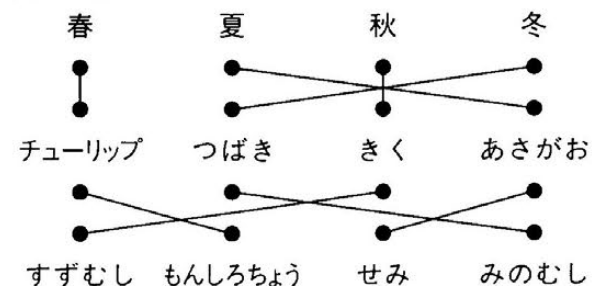 春 夏 秋 冬
チューリップ つばき きく あさがお
すずむし もんしろちょう せみ みのむし